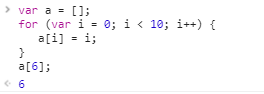 > var a = [];
for (var i = 0; i < 10; i++) {
    a[i] = i;
}
a[6];
< 6